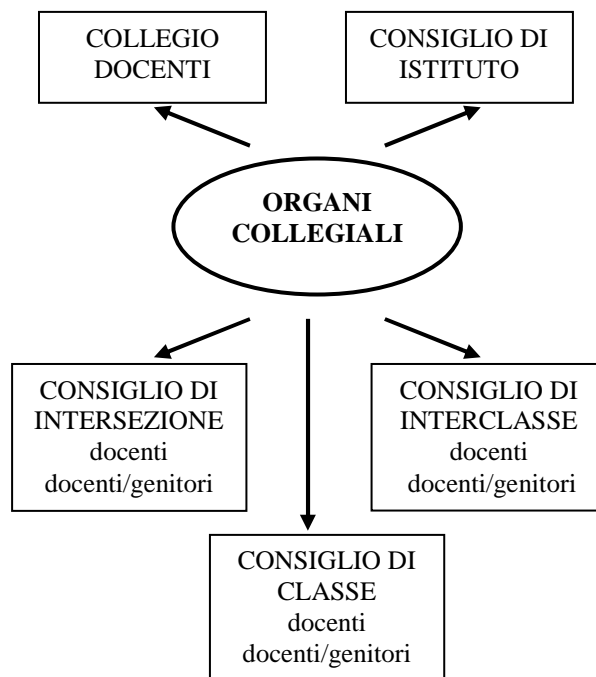 COLLEGIO
DOCENTI
CONSIGLIO DI
ISTITUTO
ORGANI
COLLEGIALI
CONSIGLIO DI
INTERSEZIONE
docenti
docenti/genitori
CONSIGLIO DI
INTERCLASSE
docenti
docenti/genitori
CONSIGLIO DI
CLASSE
docenti
docenti/genitori